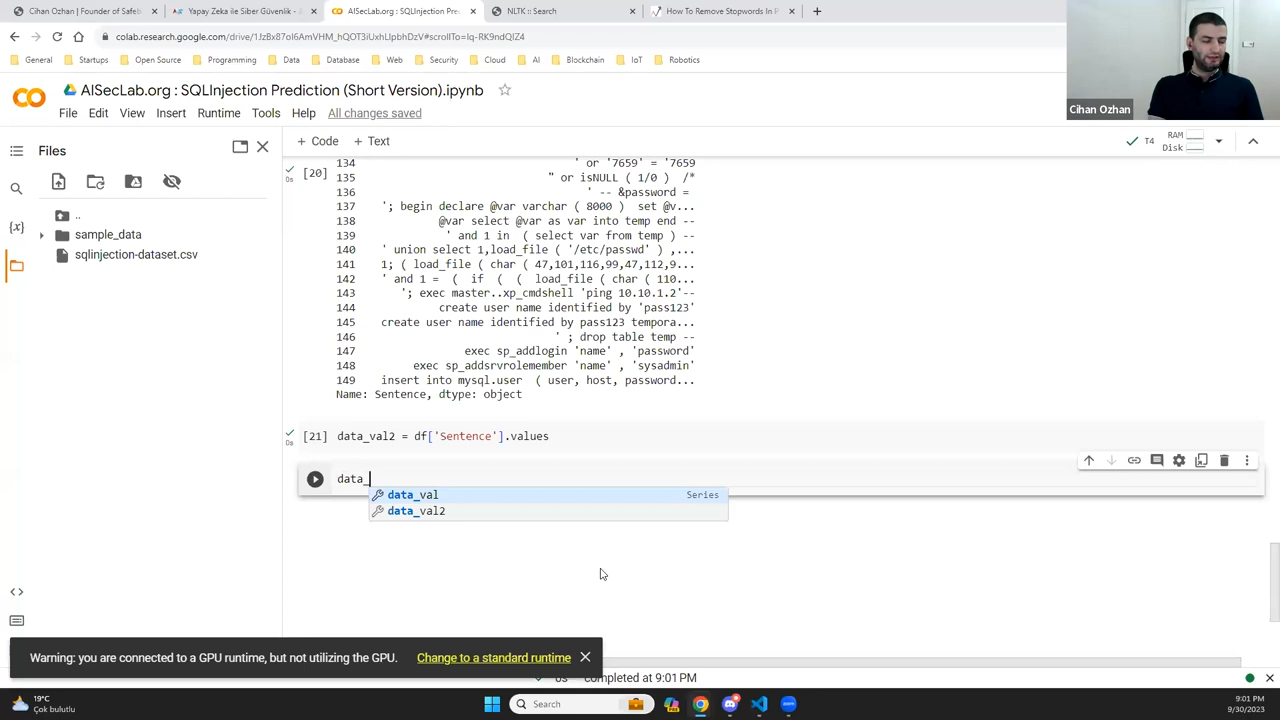 Cihan Ozhan | Founder of Safeb
Yapay Zeka ile Siber Güvenlik -
AISecLab.org : SQLInjection Pre
NLTK :: Search
How To Remove Stopwords In P
colab.research.google.com/drive/1JzBx87oI6AmVHM_hQOT3iUxhLIpbhDzV#scrollTo=lq-RK9ndQlZ4
General
Startups
Open Source
Programming
Data
Database
Web
Security
Cloud
AI
Blockchain
IoT
Robotics
Cihan Ozhan
AISecLab.org : SQLInjection Prediction (Short Version).ipynb
File Edit View Insert Runtime Tools Help All changes saved
+ Code + Text
T4 RAM
Disk
Files
..
sample_data
sqlinjection-dataset.csv
[20]
134 ' or '7659' = '7659
135 " or isNULL ( 1/0 ) /*
136 ' -- &password =
137 '; begin declare @var varchar ( 8000 ) set @v...
138 @var select @var as var into temp end --
139 ' and 1 in ( select var from temp ) --
140 ' union select 1,load_file ( '/etc/passwd' ) ,...
141 1; ( load_file ( char ( 47,101,116,99,47,112,9...
142 ' and 1 = ( if ( ( load_file ( char ( 110...
143 '; exec master..xp_cmdshell 'ping 10.10.1.2'--
144 create user name identified by 'pass123'
145 create user name identified by pass123 tempora...
146 ' ; drop table temp --
147 exec sp_addlogin 'name' , 'password'
148 exec sp_addsrvrolemember 'name' , 'sysadmin'
149 insert into mysql.user ( user, host, password...
Name: Sentence, dtype: object
[21] data_val2 = df['Sentence'].values
data_
data_val Series
data_val2
Warning: you are connected to a GPU runtime, but not utilizing the GPU. Change to a standard runtime
0s completed at 9:01 PM
19°C
Çok bulutlu
Search
9:01 PM
9/30/2023